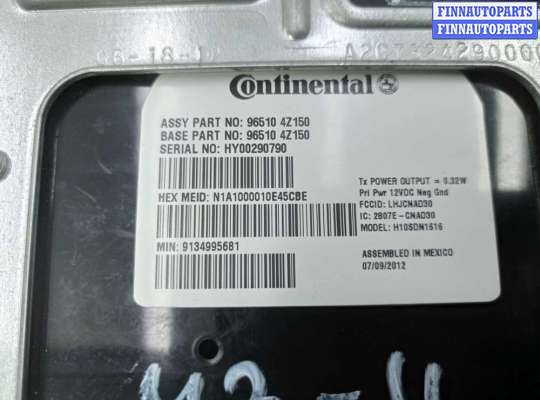 FINNAUTOPARTS
FINNAUTOPARTS
FINNAUTOPARTS
Continental
ASSY PART NO: 96510 4Z150
BASE PART NO: 96510 4Z150
SERIAL NO: HY00290790
HEX MEID: N1A1000010E45CBE
MIN: 9134995681
Tx POWER OUTPUT = 0.32W
Pri Pwr 12VDC Neg Gnd
FCCID: LHJCNAD30
IC: 2807E-CNAD30
MODEL: H10SDN1616
ASSEMBLED IN MEXICO
07/09/2012